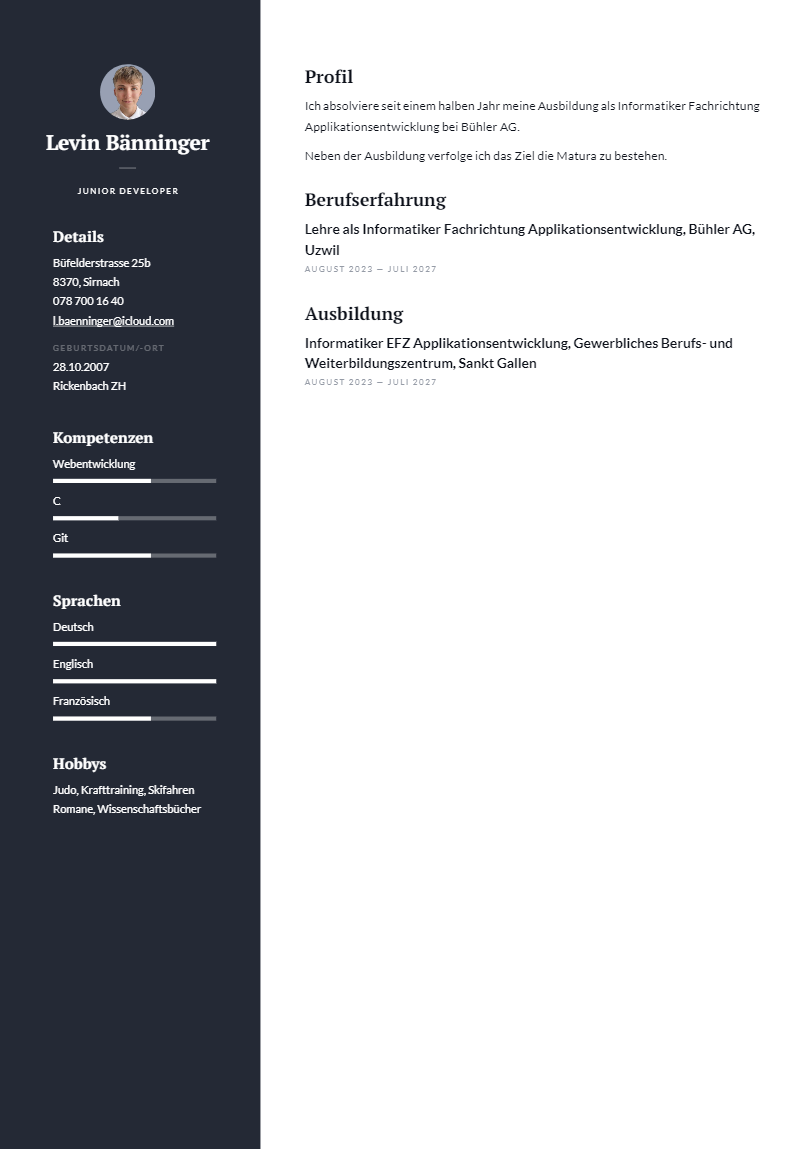 Levin Bänninger
JUNIOR DEVELOPER
Details
Büfelderstrasse 25b
8370, Sirnach
078 700 16 40
l.baenninger@icloud.com
GEBURTSDATUM/-ORT
28.10.2007
Rickenbach ZH
Kompetenzen
Webentwicklung
C
Git
Sprachen
Deutsch
Englisch
Französisch
Hobbys
Judo, Krafttraining, Skifahren
Romane, Wissenschaftsbücher
Profil
Ich absolviere seit einem halben Jahr meine Ausbildung als Informatiker Fachrichtung
Applikationsentwicklung bei Bühler AG.
Neben der Ausbildung verfolge ich das Ziel die Matura zu bestehen.
Berufserfahrung
Lehre als Informatiker Fachrichtung Applikationsentwicklung, Bühler AG,
Uzwil
AUGUST 2023 — JULI 2027
Ausbildung
Informatiker EFZ Applikationsentwicklung, Gewerbliches Berufs- und
Weiterbildungszentrum, Sankt Gallen
AUGUST 2023 — JULI 2027